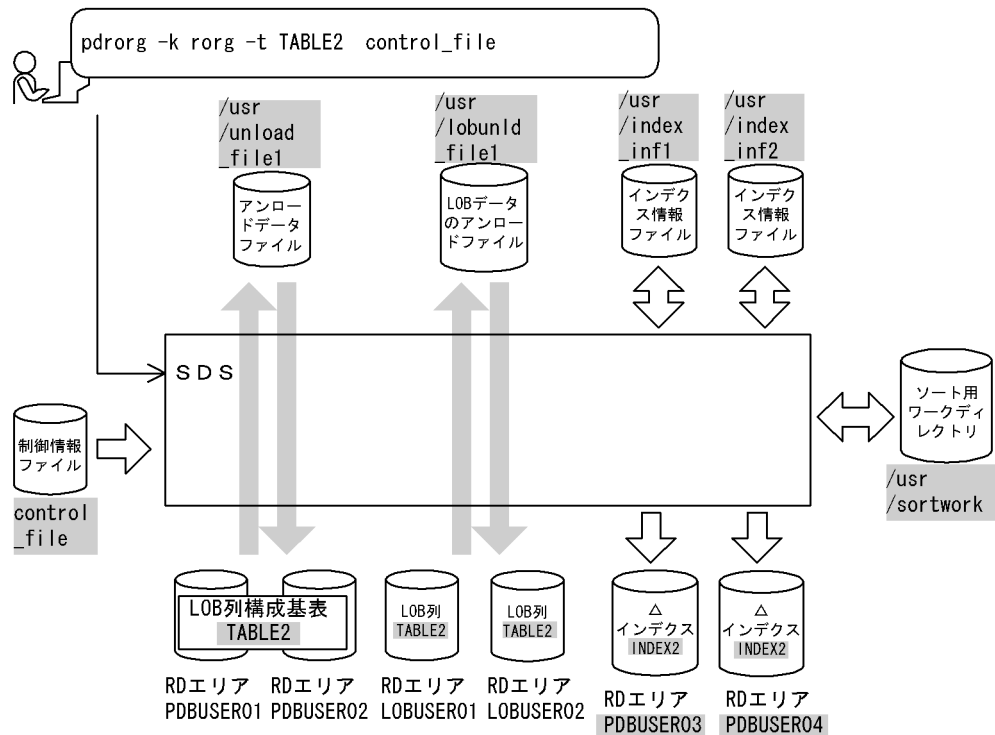 pdrorg -k rorg -t TABLE2  control_file
/usr
/unload
_file1
/usr
/lobunld
_file1
/usr
/index
_inf1
/usr
/index
_inf2
アンロー
ドデータ
ファイル
LOBデータ
のアンロー
ドファイル
インデク
ス情報
ファイル
インデク
ス情報
ファイル
SDS
制御情報
ファイル
control
_file
ソート用
ワークディ
レクトリ
/usr
/sortwork
LOB列構成基表
TABLE2
LOB列
TABLE2
LOB列
TABLE2
△
インデクス
INDEX2
△
インデクス
INDEX2
RDエリア
PDBUSER01
RDエリア
PDBUSER02
RDエリア
LOBUSER01
RDエリア
LOBUSER02
RDエリア
PDBUSER03
RDエリア
PDBUSER04